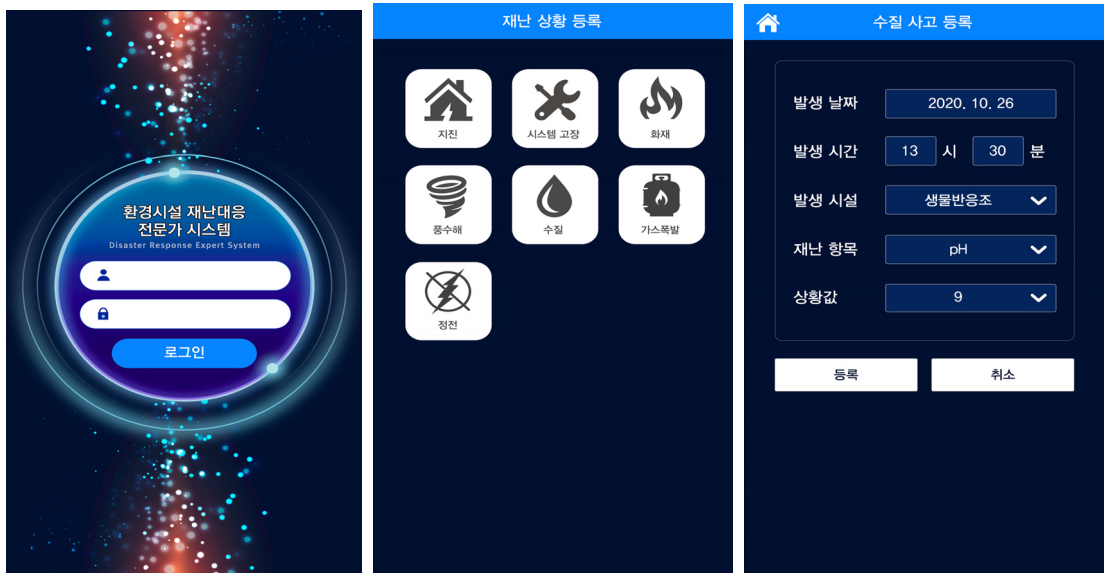 환경시설 재난대응
전문가 시스템
Disaster Response Expert System
로그인
재난 상황 등록
지진
시스템 고장
화재
풍수해
수질
가스폭발
정전
수질 사고 등록
발생 날짜 2020. 10. 26
발생 시간 13 시 30 분
발생 시설 생물반응조
재난 항목 pH
상황값 9
등록 취소